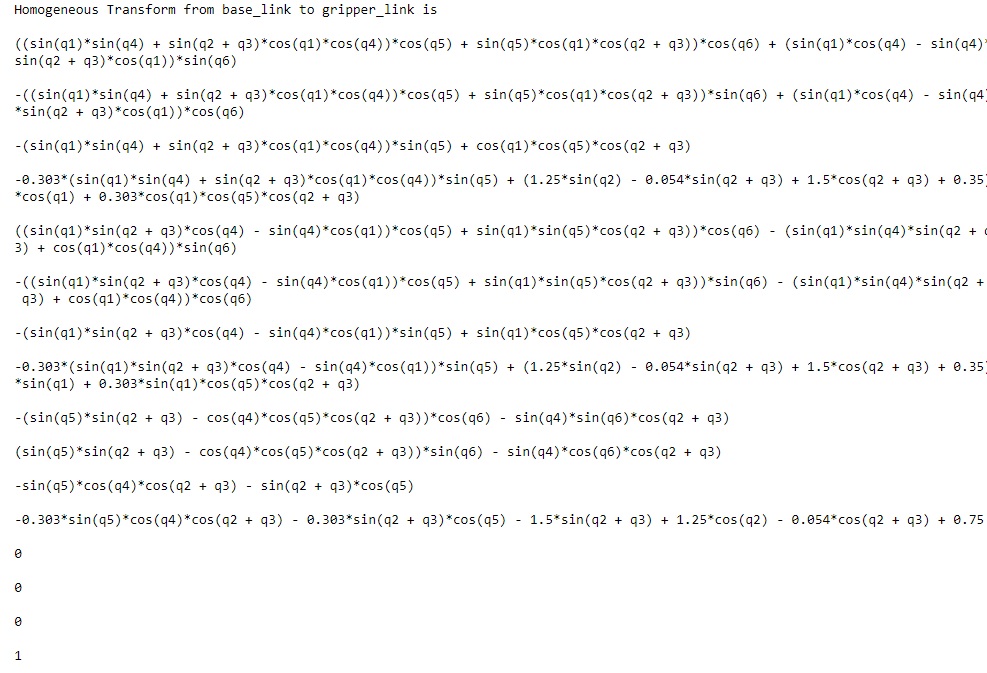 Homogeneous Transform from base_link to gripper_link is
((sin(q1)*sin(q4) + sin(q2 + q3)*cos(q1)*cos(q4))*cos(q5) + sin(q5)*cos(q1)*cos(q2 + q3))*cos(q6) + (sin(q1)*cos(q4) - sin(q4)*
sin(q2 + q3)*cos(q1))*sin(q6)
-((sin(q1)*sin(q4) + sin(q2 + q3)*cos(q1)*cos(q4))*cos(q5) + sin(q5)*cos(q1)*cos(q2 + q3))*sin(q6) + (sin(q1)*cos(q4) - sin(q4)
*sin(q2 + q3)*cos(q1))*cos(q6)
-(sin(q1)*sin(q4) + sin(q2 + q3)*cos(q1)*cos(q4))*sin(q5) + cos(q1)*cos(q5)*cos(q2 + q3)
-0.303*(sin(q1)*sin(q4) + sin(q2 + q3)*cos(q1)*cos(q4))*sin(q5) + (1.25*sin(q2) - 0.054*sin(q2 + q3) + 1.5*cos(q2 + q3) + 0.35)
*cos(q1) + 0.303*cos(q1)*cos(q5)*cos(q2 + q3)
((sin(q1)*sin(q2 + q3)*cos(q4) - sin(q4)*cos(q1))*cos(q5) + sin(q1)*sin(q5)*cos(q2 + q3))*cos(q6) - (sin(q1)*sin(q4)*sin(q2 + q
3) + cos(q1)*cos(q4))*sin(q6)
-((sin(q1)*sin(q2 + q3)*cos(q4) - sin(q4)*cos(q1))*cos(q5) + sin(q1)*sin(q5)*cos(q2 + q3))*sin(q6) - (sin(q1)*sin(q4)*sin(q2 +
q3) + cos(q1)*cos(q4))*cos(q6)
-(sin(q1)*sin(q2 + q3)*cos(q4) - sin(q4)*cos(q1))*sin(q5) + sin(q1)*cos(q5)*cos(q2 + q3)
-0.303*(sin(q1)*sin(q2 + q3)*cos(q4) - sin(q4)*cos(q1))*sin(q5) + (1.25*sin(q2) - 0.054*sin(q2 + q3) + 1.5*cos(q2 + q3) + 0.35)
*sin(q1) + 0.303*sin(q1)*cos(q5)*cos(q2 + q3)
-(sin(q5)*sin(q2 + q3) - cos(q4)*cos(q5)*cos(q2 + q3))*cos(q6) - sin(q4)*sin(q6)*cos(q2 + q3)
(sin(q5)*sin(q2 + q3) - cos(q4)*cos(q5)*cos(q2 + q3))*sin(q6) - sin(q4)*cos(q6)*cos(q2 + q3)
-sin(q5)*cos(q4)*cos(q2 + q3) - sin(q2 + q3)*cos(q5)
-0.303*sin(q5)*cos(q4)*cos(q2 + q3) - 0.303*sin(q2 + q3)*cos(q5) - 1.5*sin(q2 + q3) + 1.25*cos(q2) - 0.054*cos(q2 + q3) + 0.75
0
0
0
1